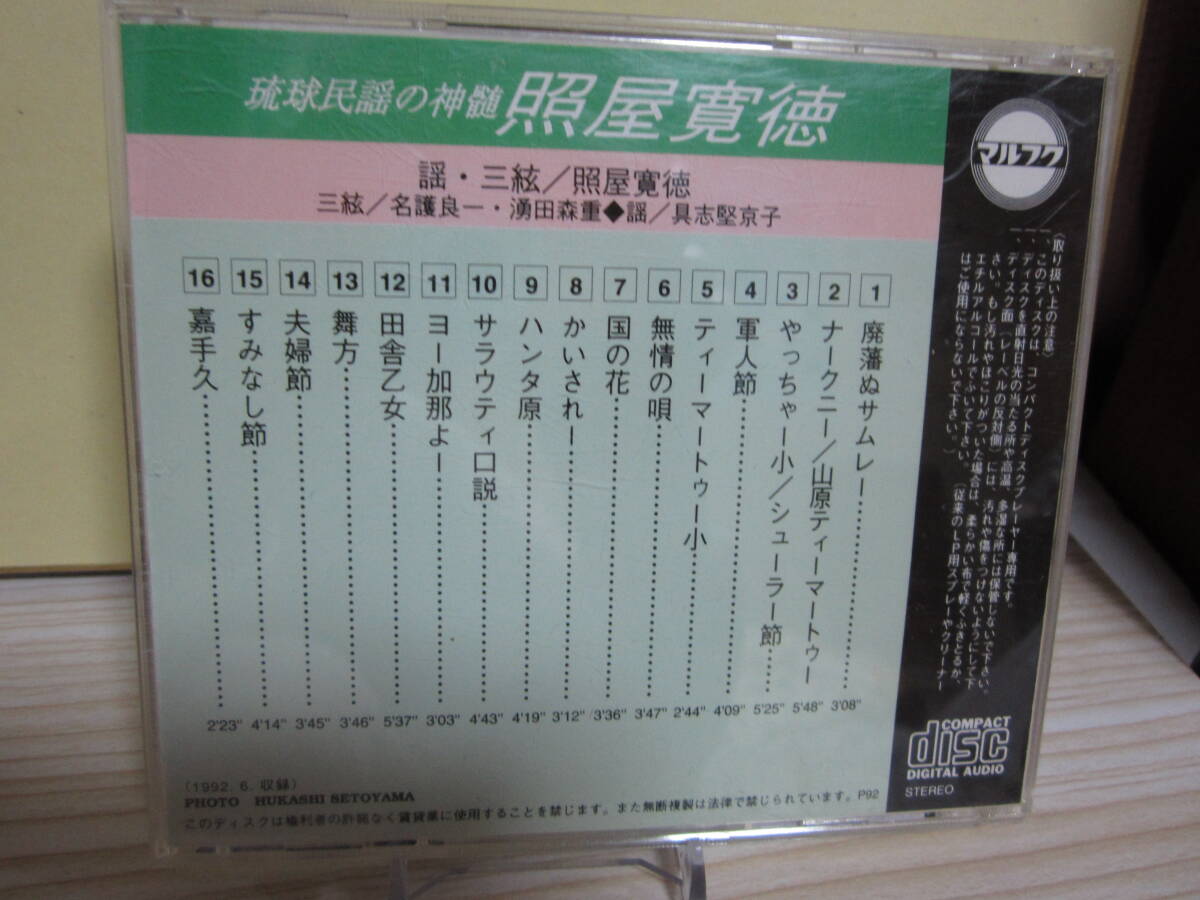 琉球民謡の神髄 照屋寛徳
謡・三絃／照屋寛徳
三絃／名護良一・湧田森重◆謡／具志堅京子
1 廃藩ぬサムレー 3'08"
2 ナークニー／山原ティーマートゥー 5'48"
3 やっちゃー小／シューラー節 5'25"
4 軍人節 4'09"
5 ティーマートゥー小 2'44"
6 無情の唄 3'47"
7 国の花 3'36"
8 かいされー 3'12"
9 ハンタ原 4'19"
10 サラウティ口説 4'43"
11 ヨー加那よー 3'03"
12 田舎乙女 5'37"
13 舞方 3'46"
14 夫婦節 3'45"
15 すみなし節 4'14"
16 嘉手久 2'23"
(1992. 6. 収録)
PHOTO HUKASHI SETOYAMA
このディスクは権利者の許諾なく賃貸業に使用することを禁じます。また無断複製は法律で禁じられています。 P92
マルフク
(取り扱い上の注意)
一、このディスクは、コンパクトディスクプレーヤー専用です。
ディスクを直射日光の当たる所や高温、多湿な所には保管しないで下さい。
一、ディスク面(レーベルの反対側)には、汚れや傷をつけないようにして下
さい。もし汚れやほこりがついた場合は、柔らかい布で軽くふきとるか、
エチルアルコールでふいて下さい。(従来のLP用スプレーやクリーナー
はご使用にならないで下さい。)
COMPACT
disc
DIGITAL AUDIO
STEREO